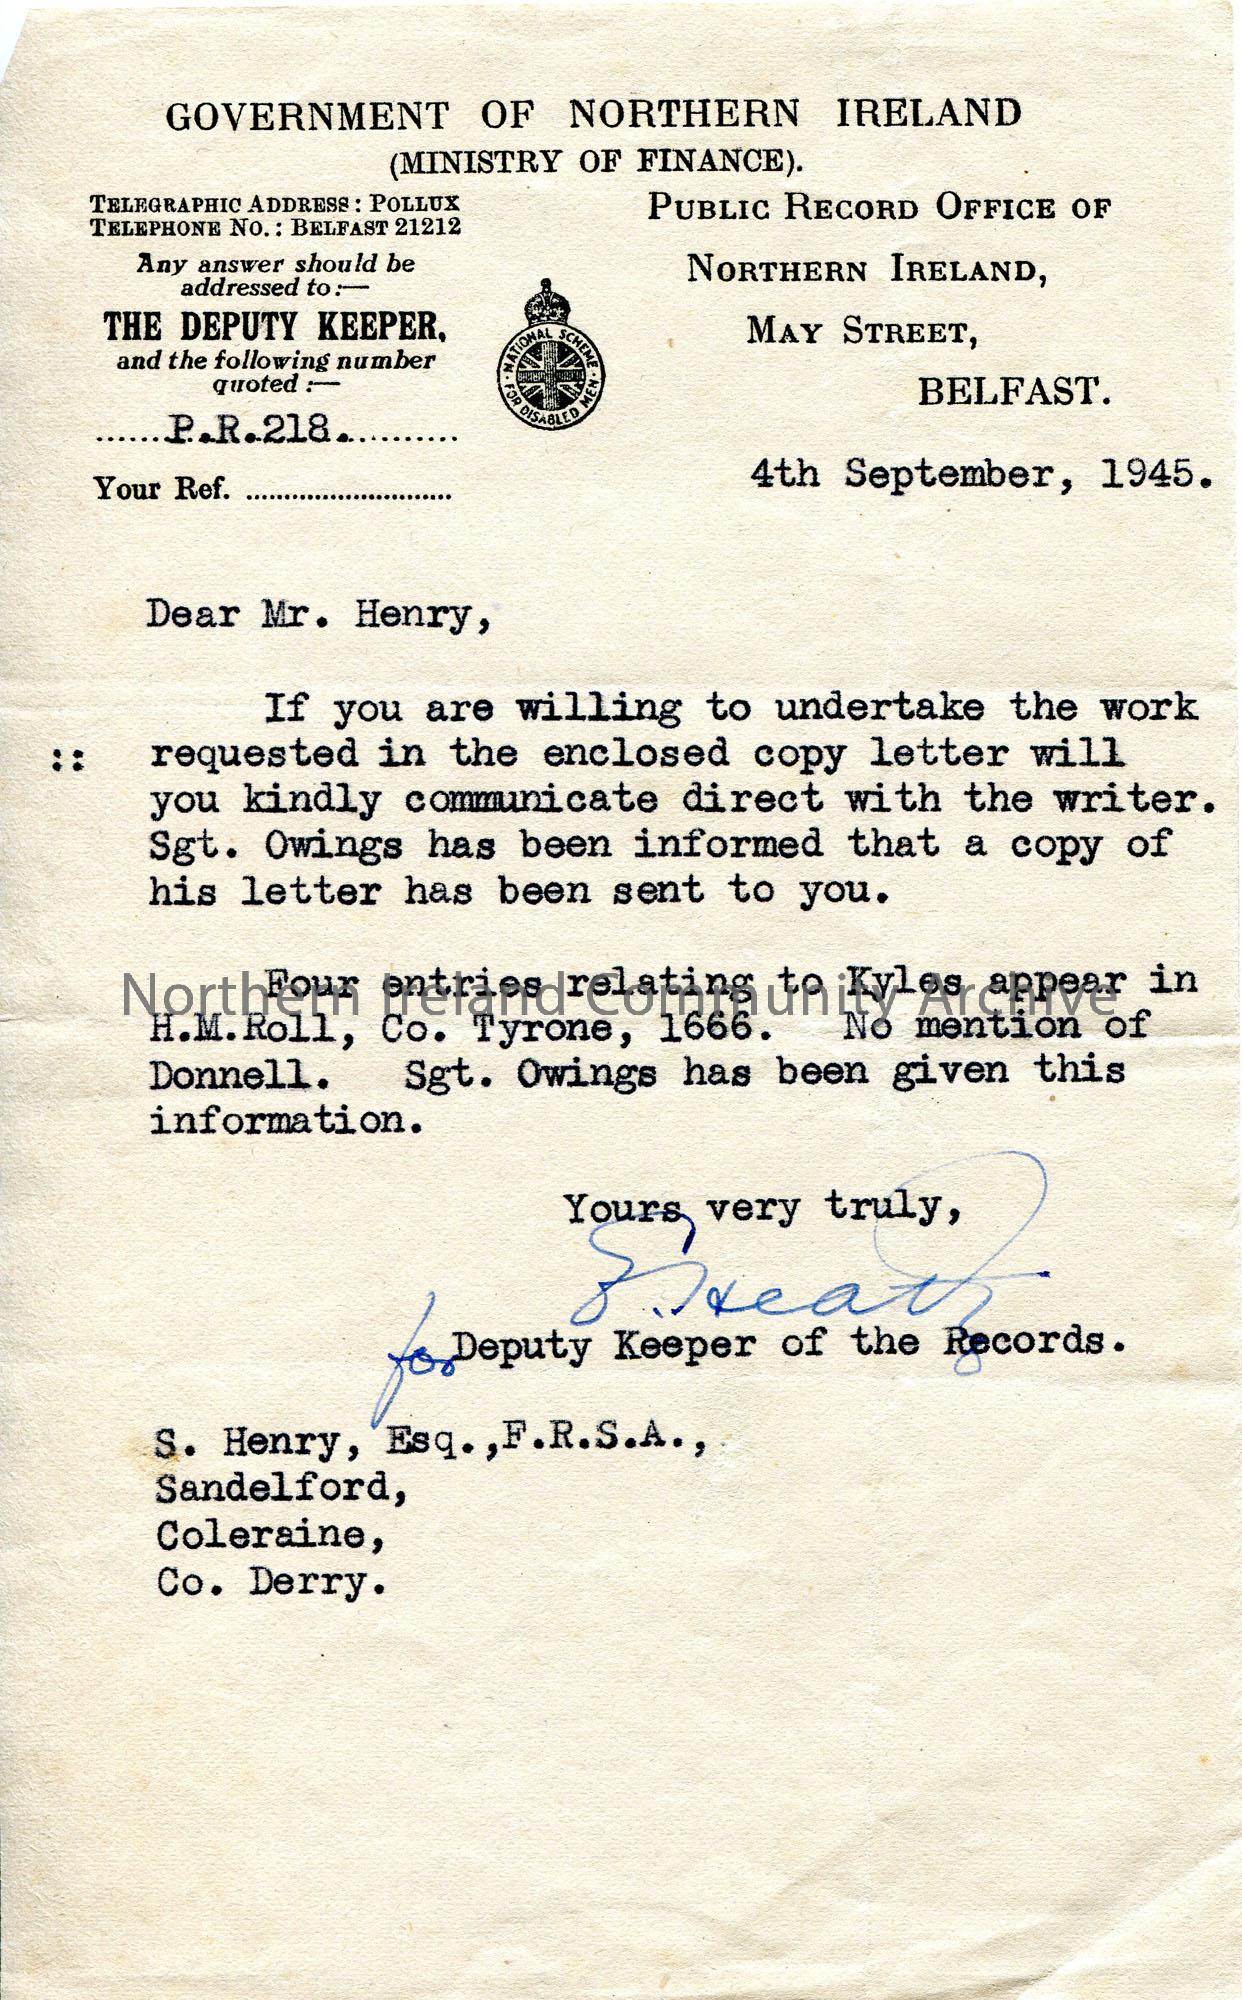 GOVERNMENT OF NORTHERN IRELAND
(MINISTRY OF FINANCE).
TELEGRAPHIC ADDRESS: POLLUX
TELEPHONE NO.: BELFAST 21212
Any answer should be
addressed to:—
THE DEPUTY KEEPER,
and the following number
quoted :—
......P.R.218...........
Your Ref. ...........................
NATIONAL SCHEME
FOR DISABLED MEN
PUBLIC RECORD OFFICE OF
NORTHERN IRELAND,
MAY STREET,
BELFAST.
4th September, 1945.
Dear Mr. Henry,
If you are willing to undertake the work
:: requested in the enclosed copy letter will
you kindly communicate direct with the writer.
Sgt. Owings has been informed that a copy of
his letter has been sent to you.
Four entries relating to Kyles appear in
Northern Ireland Community Archive
H.M.Roll, Co. Tyrone, 1666. No mention of
Donnell. Sgt. Owings has been given this
information.
Yours very truly,
E. Heatly
for Deputy Keeper of the Records.
S. Henry, Esq.,F.R.S.A.,
Sandelford,
Coleraine,
Co. Derry.